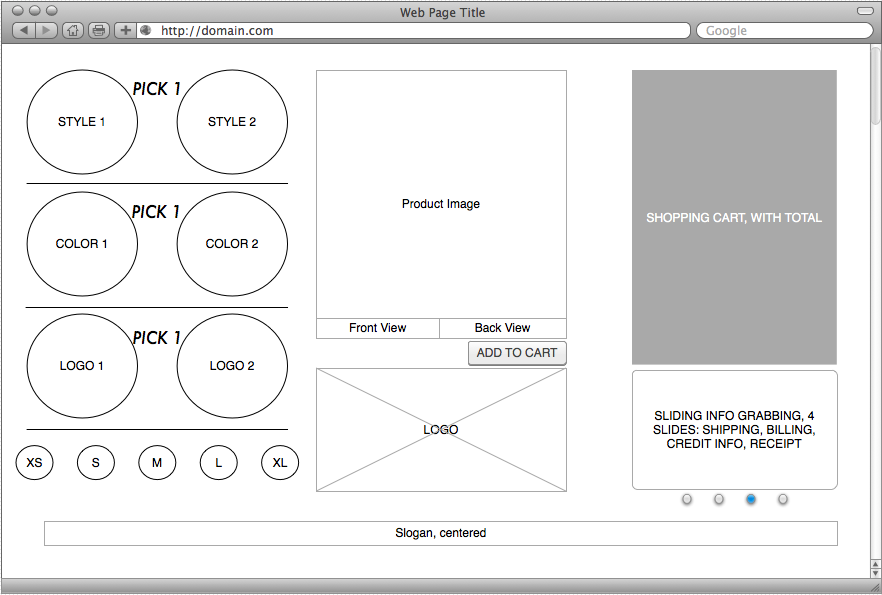 Web Page Title
http://domain.com
Google
PICK 1
STYLE 1
STYLE 2
PICK 1
COLOR 1
COLOR 2
PICK 1
LOGO 1
LOGO 2
XS
S
M
L
XL
Product Image
Front View
Back View
ADD TO CART
LOGO
SHOPPING CART, WITH TOTAL
SLIDING INFO GRABBING, 4
SLIDES: SHIPPING, BILLING,
CREDIT INFO, RECEIPT
Slogan, centered